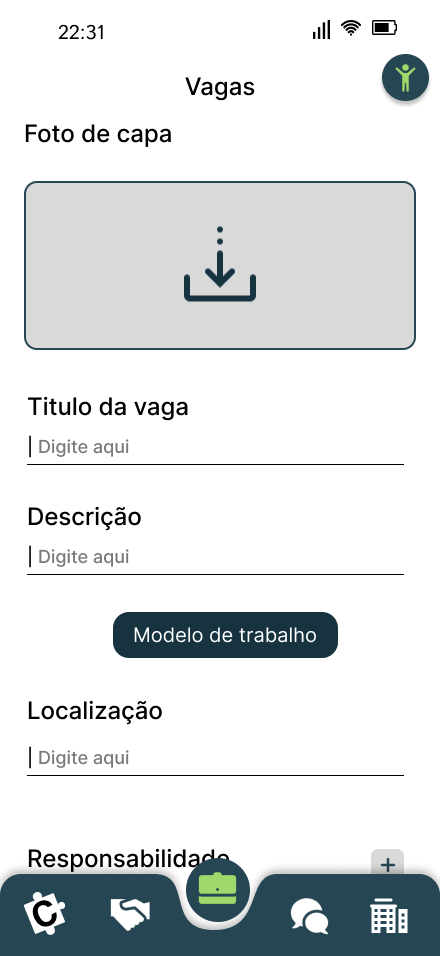 22:31
Vagas
Foto de capa
Titulo da vaga
Digite aqui
Descrição
Digite aqui
Modelo de trabalho
Localização
Digite aqui
Responsabilidade
C